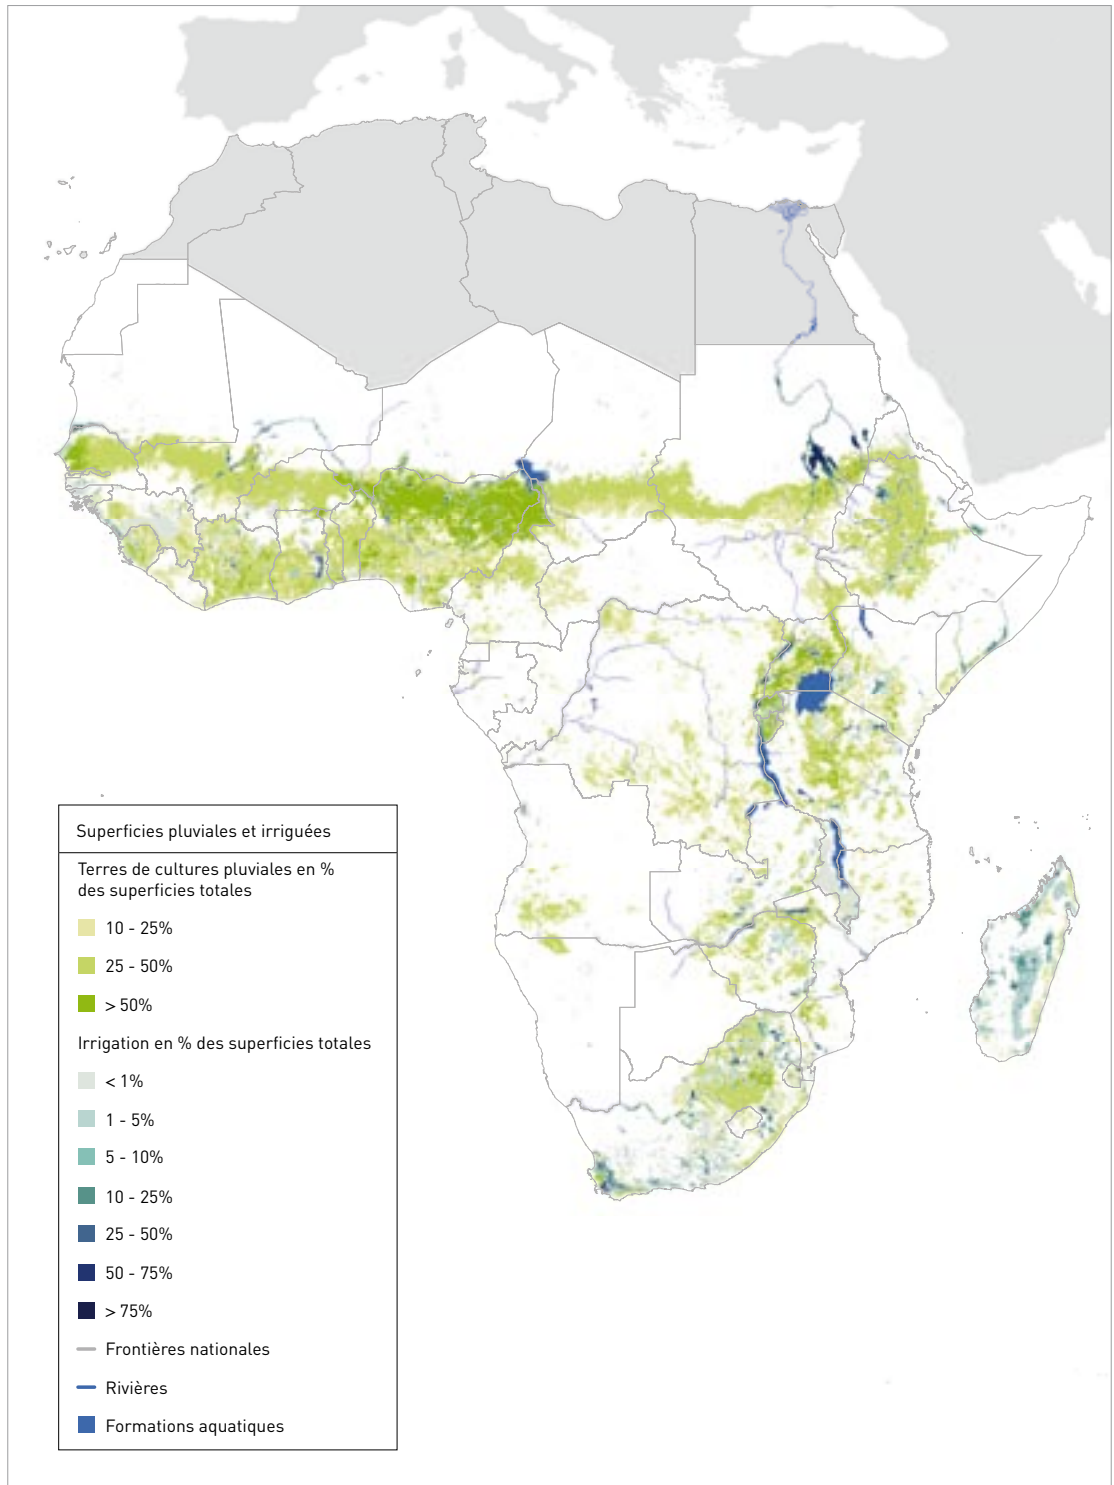 Superficies pluviales et irriguées
Terres de cultures pluviales en %
des superficies totales
10 - 25%
25 - 50%
> 50%
Irrigation en % des superficies totales
< 1%
1 - 5%
5 - 10%
10 - 25%
25 - 50%
50 - 75%
> 75%
Frontières nationales
Rivières
Formations aquatiques